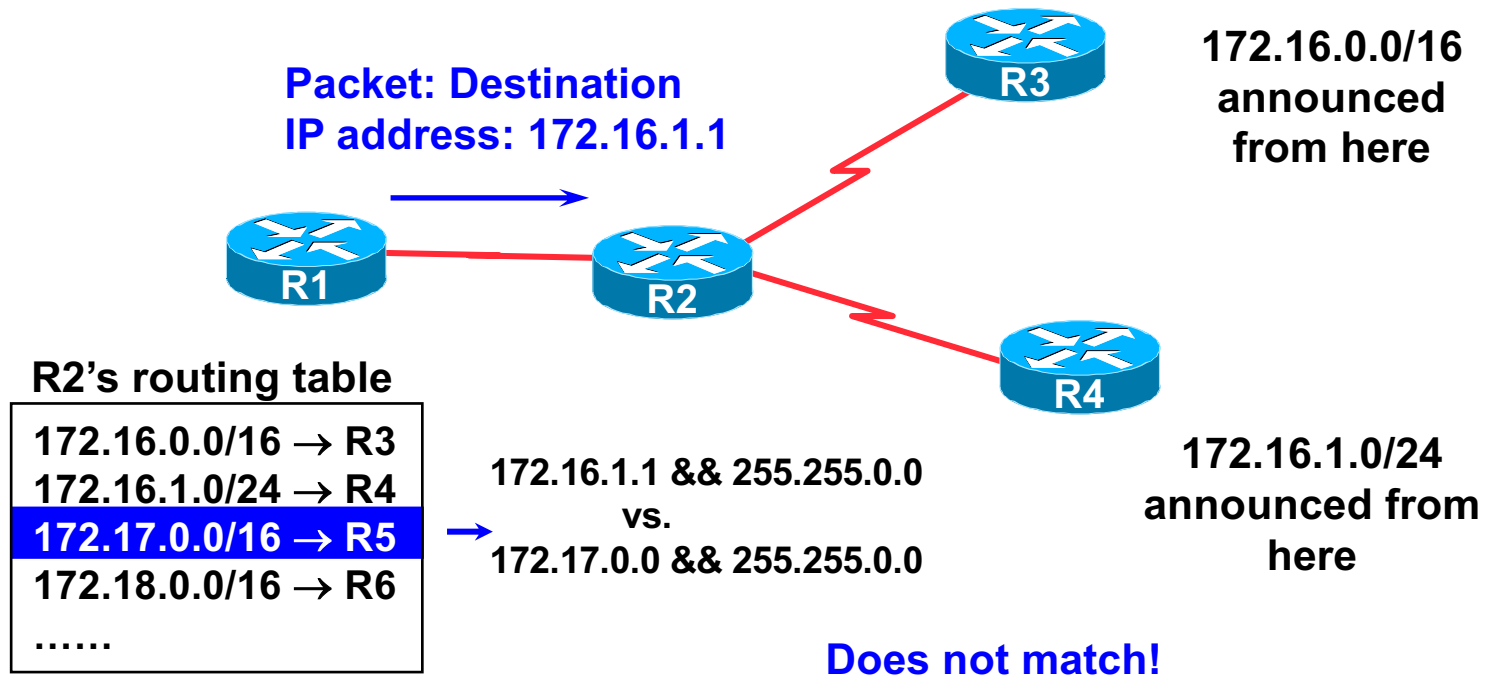 Packet: Destination
IP address: 172.16.1.1
R3
172.16.0.0/16
announced
from here
R1
R2
R4
172.16.1.0/24
announced from
here
R2’s routing table
172.16.0.0/16 → R3
172.16.1.0/24 → R4
172.17.0.0/16 → R5
172.18.0.0/16 → R6
……
172.16.1.1 && 255.255.0.0
vs.
172.17.0.0 && 255.255.0.0
Does not match!